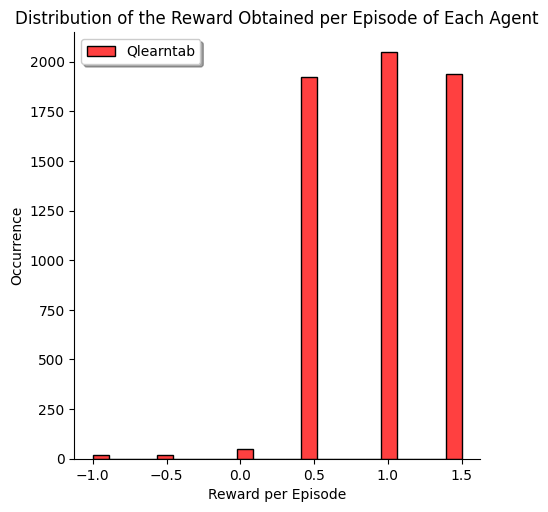 Distribution of the Reward Obtained per Episode of Each Agent
Qlearntab
2000
1750
1500
1250
1000
750
500
250
0
Occurrence
−1.0 −0.5 0.0 0.5 1.0 1.5
Reward per Episode